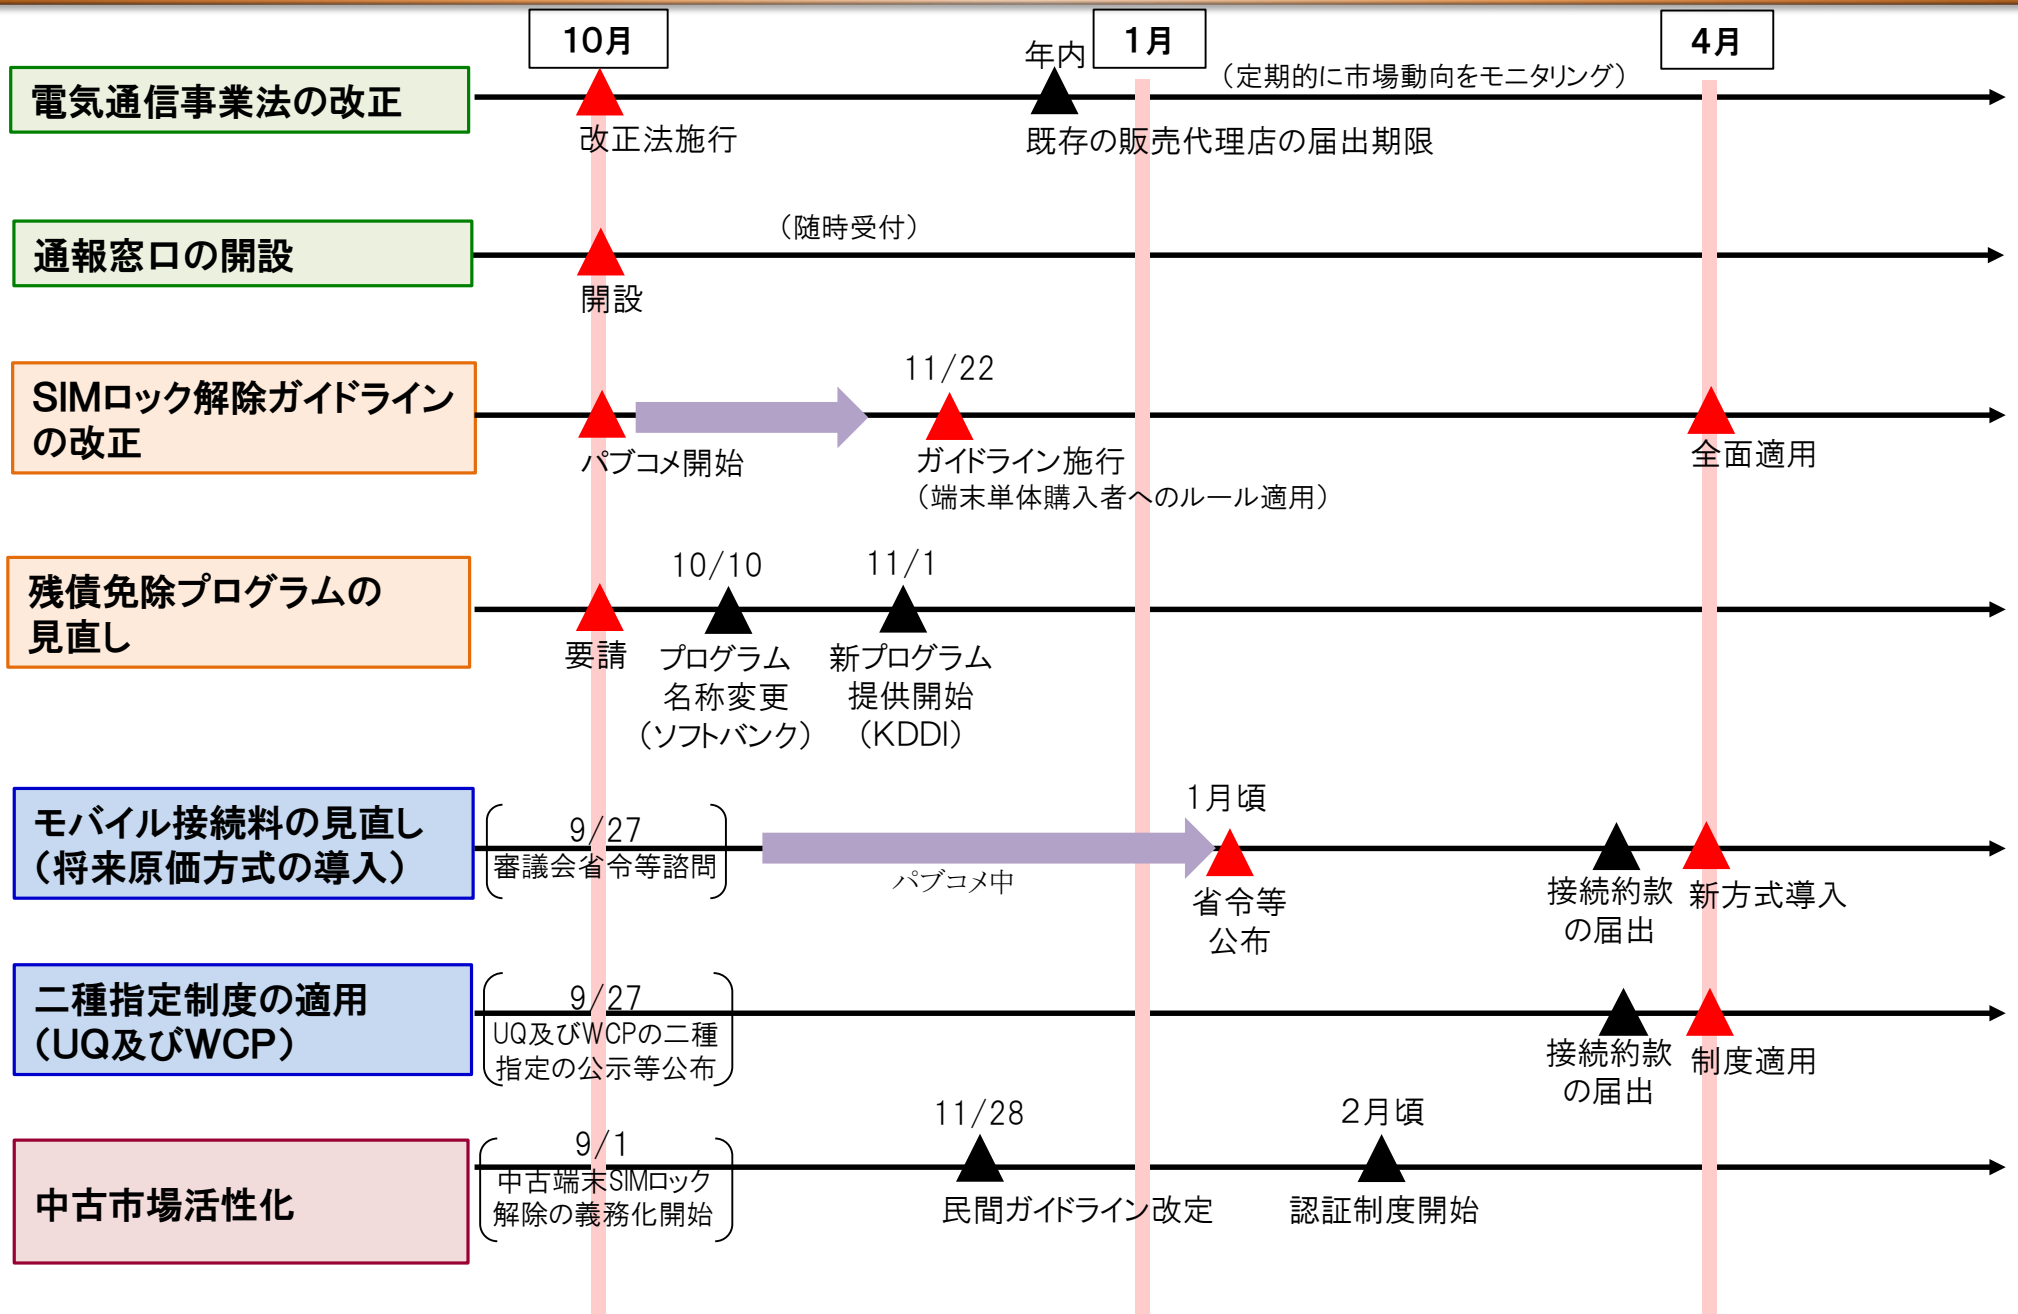 10月
1月
4月
電気通信事業法の改正
年内
（定期的に市場動向をモニタリング）
改正法施行
既存の販売代理店の届出期限
通報窓口の開設
（随時受付）
開設
SIMロック解除ガイドライン
の改正
11/22
パブコメ開始
ガイドライン施行
（端末単体購入者へのルール適用）
全面適用
残債免除プログラムの
見直し
10/10
11/1
要請
プログラム
名称変更
（ソフトバンク）
新プログラム
提供開始
（KDDI）
モバイル接続料の見直し
（将来原価方式の導入）
9/27
審議会省令等諮問
パブコメ中
1月頃
省令等
公布
接続約款
の届出
新方式導入
二種指定制度の適用
（UQ及びWCP）
9/27
UQ及びWCPの二種
指定の公示等公布
接続約款
の届出
制度適用
中古市場活性化
9/1
中古端末SIMロック
解除の義務化開始
11/28
民間ガイドライン改定
2月頃
認証制度開始